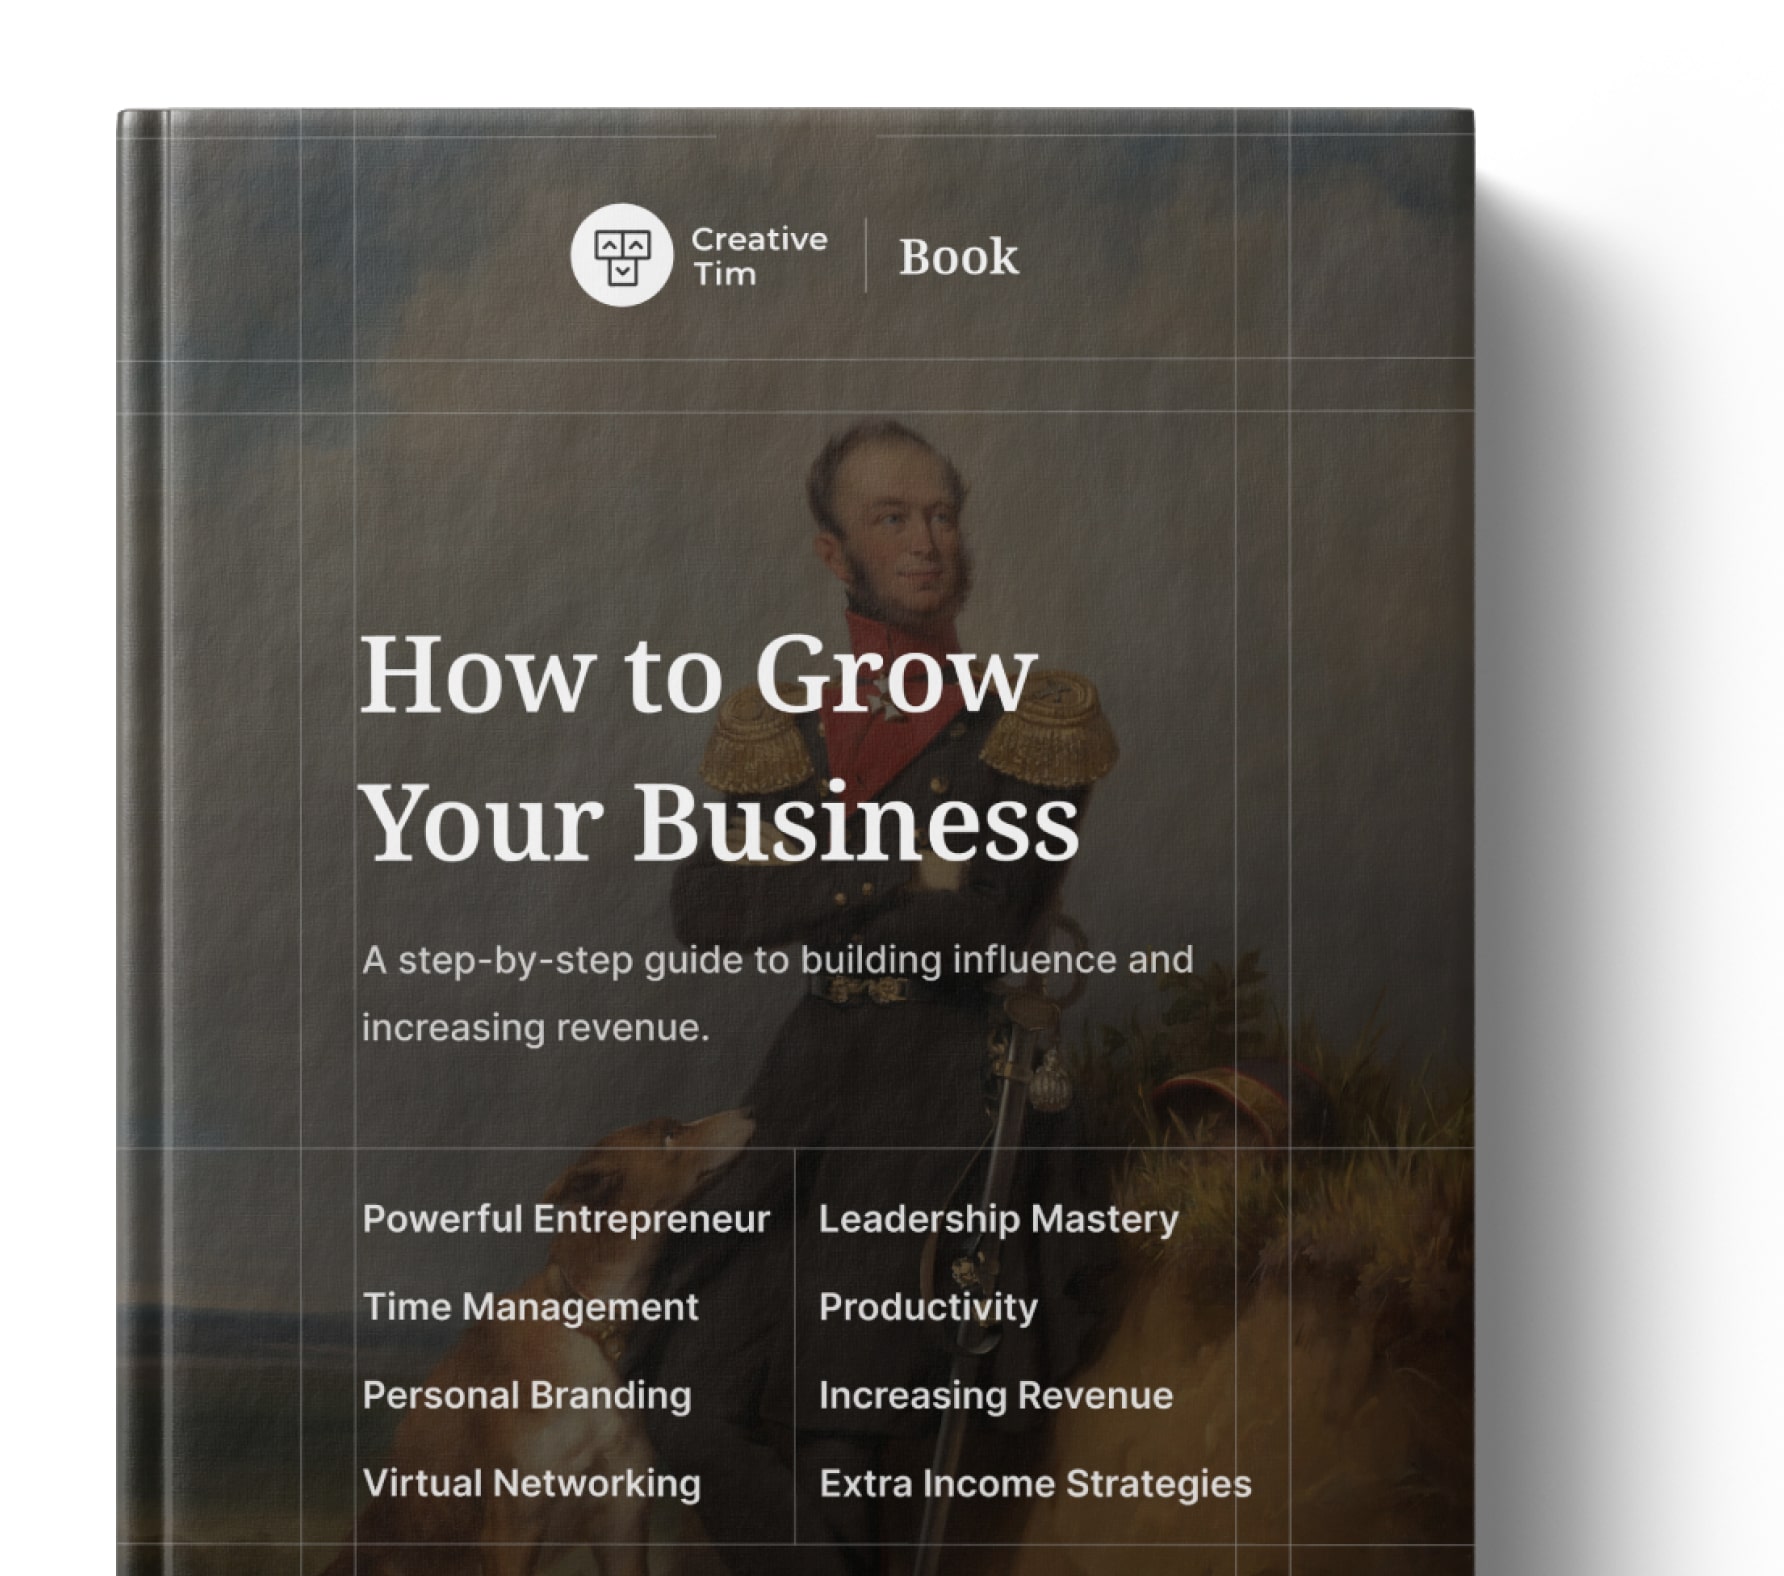 Creative
Tim
Book
How to Grow
Your Business
A step-by-step guide to building influence and
increasing revenue.
Powerful Entrepreneur
Leadership Mastery
Time Management
Productivity
Personal Branding
Increasing Revenue
Virtual Networking
Extra Income Strategies